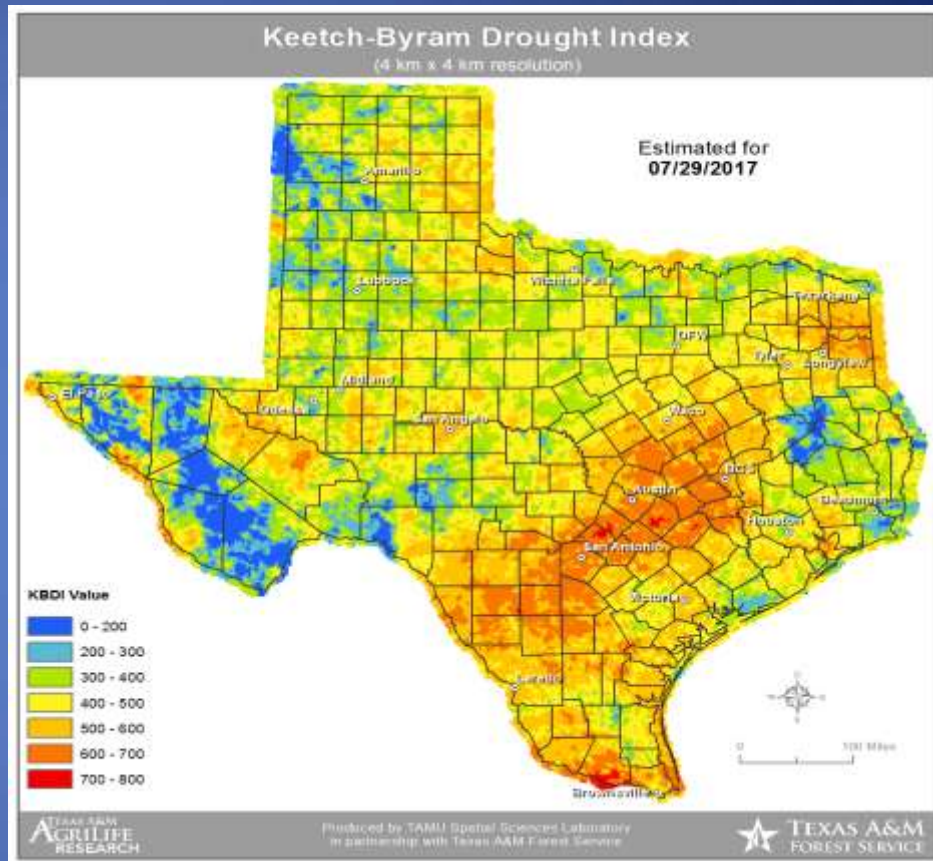 Keetch-Byram Drought Index
(4 km x 4 km resolution)
Estimated for
07/29/2017
Amarillo
Lubbock
Wichita Falls
Texarkana
DFW
Tyler
Longview
El Paso
Midland
Odessa
San Angelo
Waco
BCS
Austin
Beaumont
Houston
San Antonio
Victoria
KBDI Value
0 - 200
200 - 300
300 - 400
400 - 500
500 - 600
600 - 700
700 - 800
Laredo
0 100 Miles
Brownsville
TEXAS A&M
AGRILIFE
RESEARCH
Produced by TAMU Spatial Sciences Laboratory
in partnership with Texas A&M Forest Service
TEXAS A&M
FOREST SERVICE